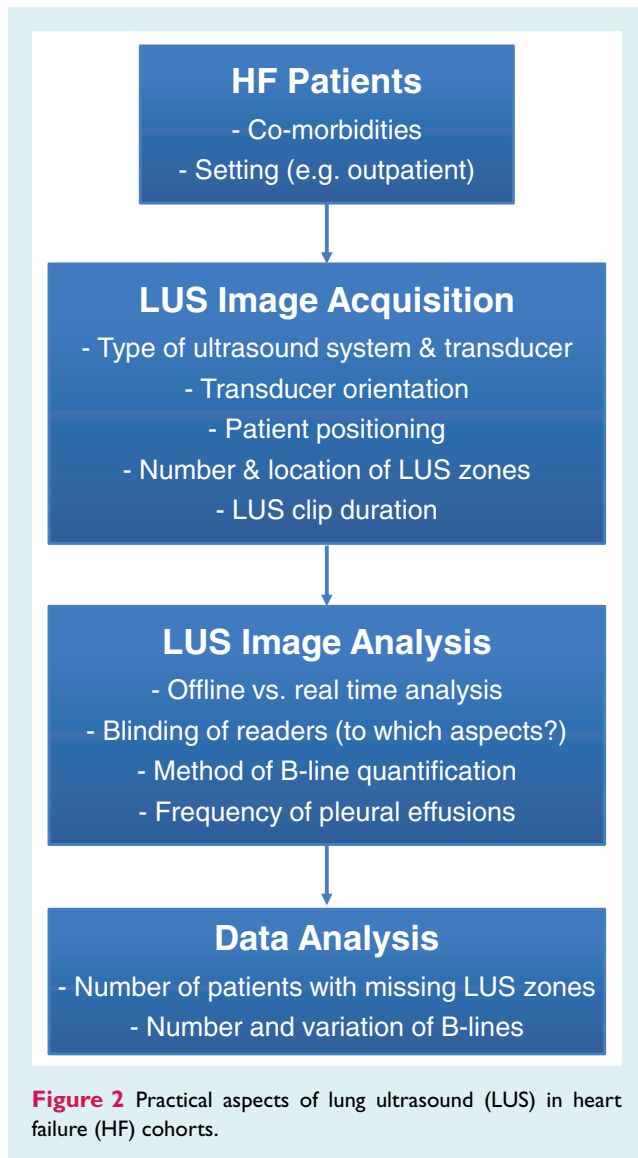 HF Patients
- Co-morbidities
- Setting (e.g. outpatient)
LUS Image Acquisition
- Type of ultrasound system & transducer
- Transducer orientation
- Patient positioning
- Number & location of LUS zones
- LUS clip duration
LUS Image Analysis
- Offline vs. real time analysis
- Blinding of readers (to which aspects?)
- Method of B-line quantification
- Frequency of pleural effusions
Data Analysis
- Number of patients with missing LUS zones
- Number and variation of B-lines
Figure 2 Practical aspects of lung ultrasound (LUS) in heart
failure (HF) cohorts.